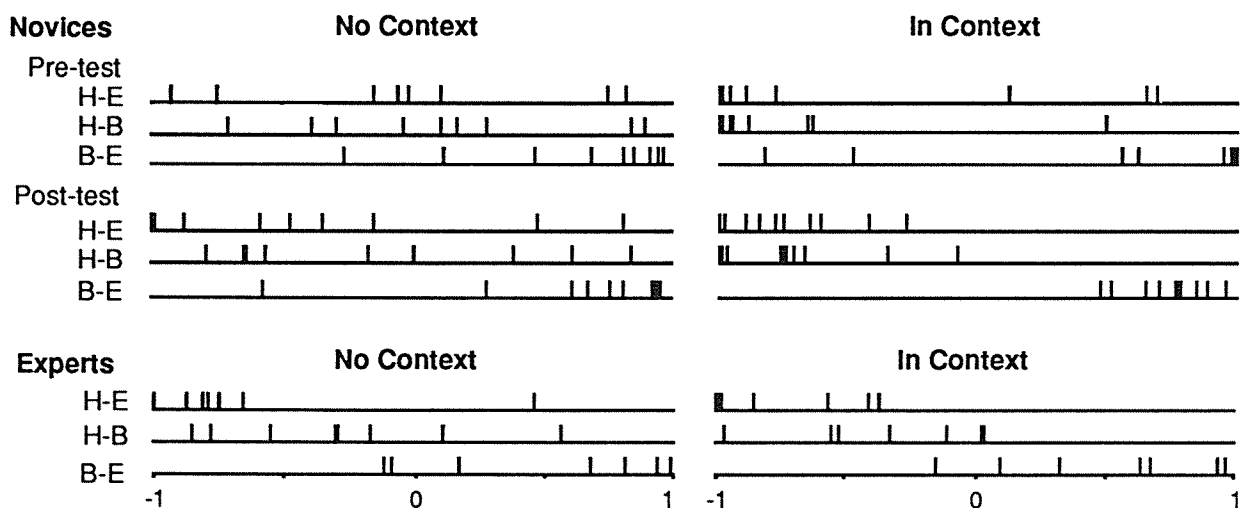 Novices No Context In Context
Pre-test
H-E
H-B
B-E
Post-test
H-E
H-B
B-E
Experts No Context In Context
H-E
H-B
B-E
-1 0 1 -1 0 1